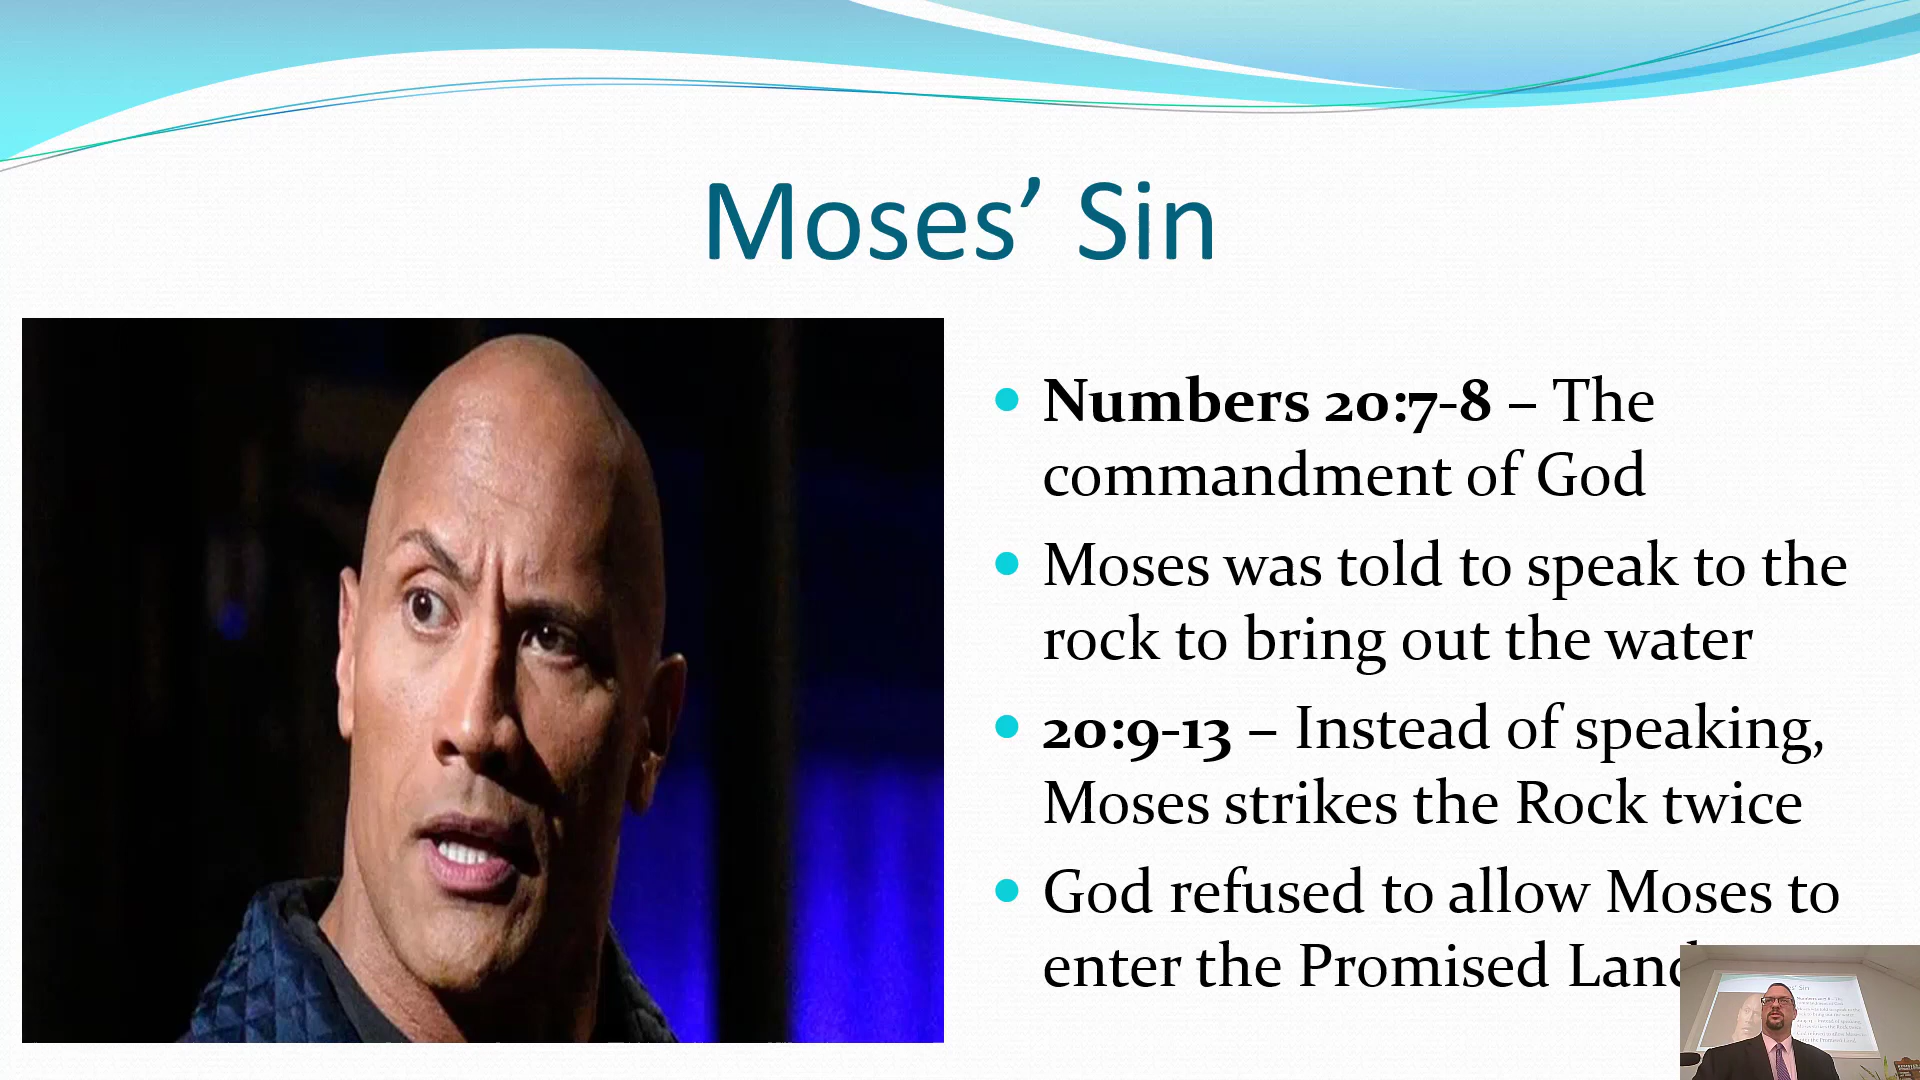 Moses’ Sin
Numbers 20:7-8 – The
commandment of God
Moses was told to speak to the
rock to bring out the water
20:9-13 – Instead of speaking,
Moses strikes the Rock twice
God refused to allow Moses to
enter the Promised Land